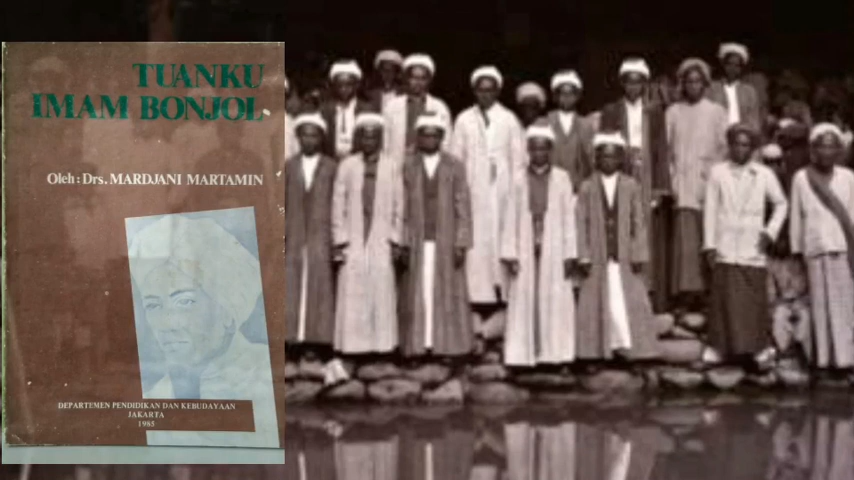 TUANKU
IMAM BONJOL
Oleh : Drs. MARDJANI MARTAMIN
DEPARTEMEN PENDIDIKAN DAN KEBUDAYAAN
JAKARTA
1985